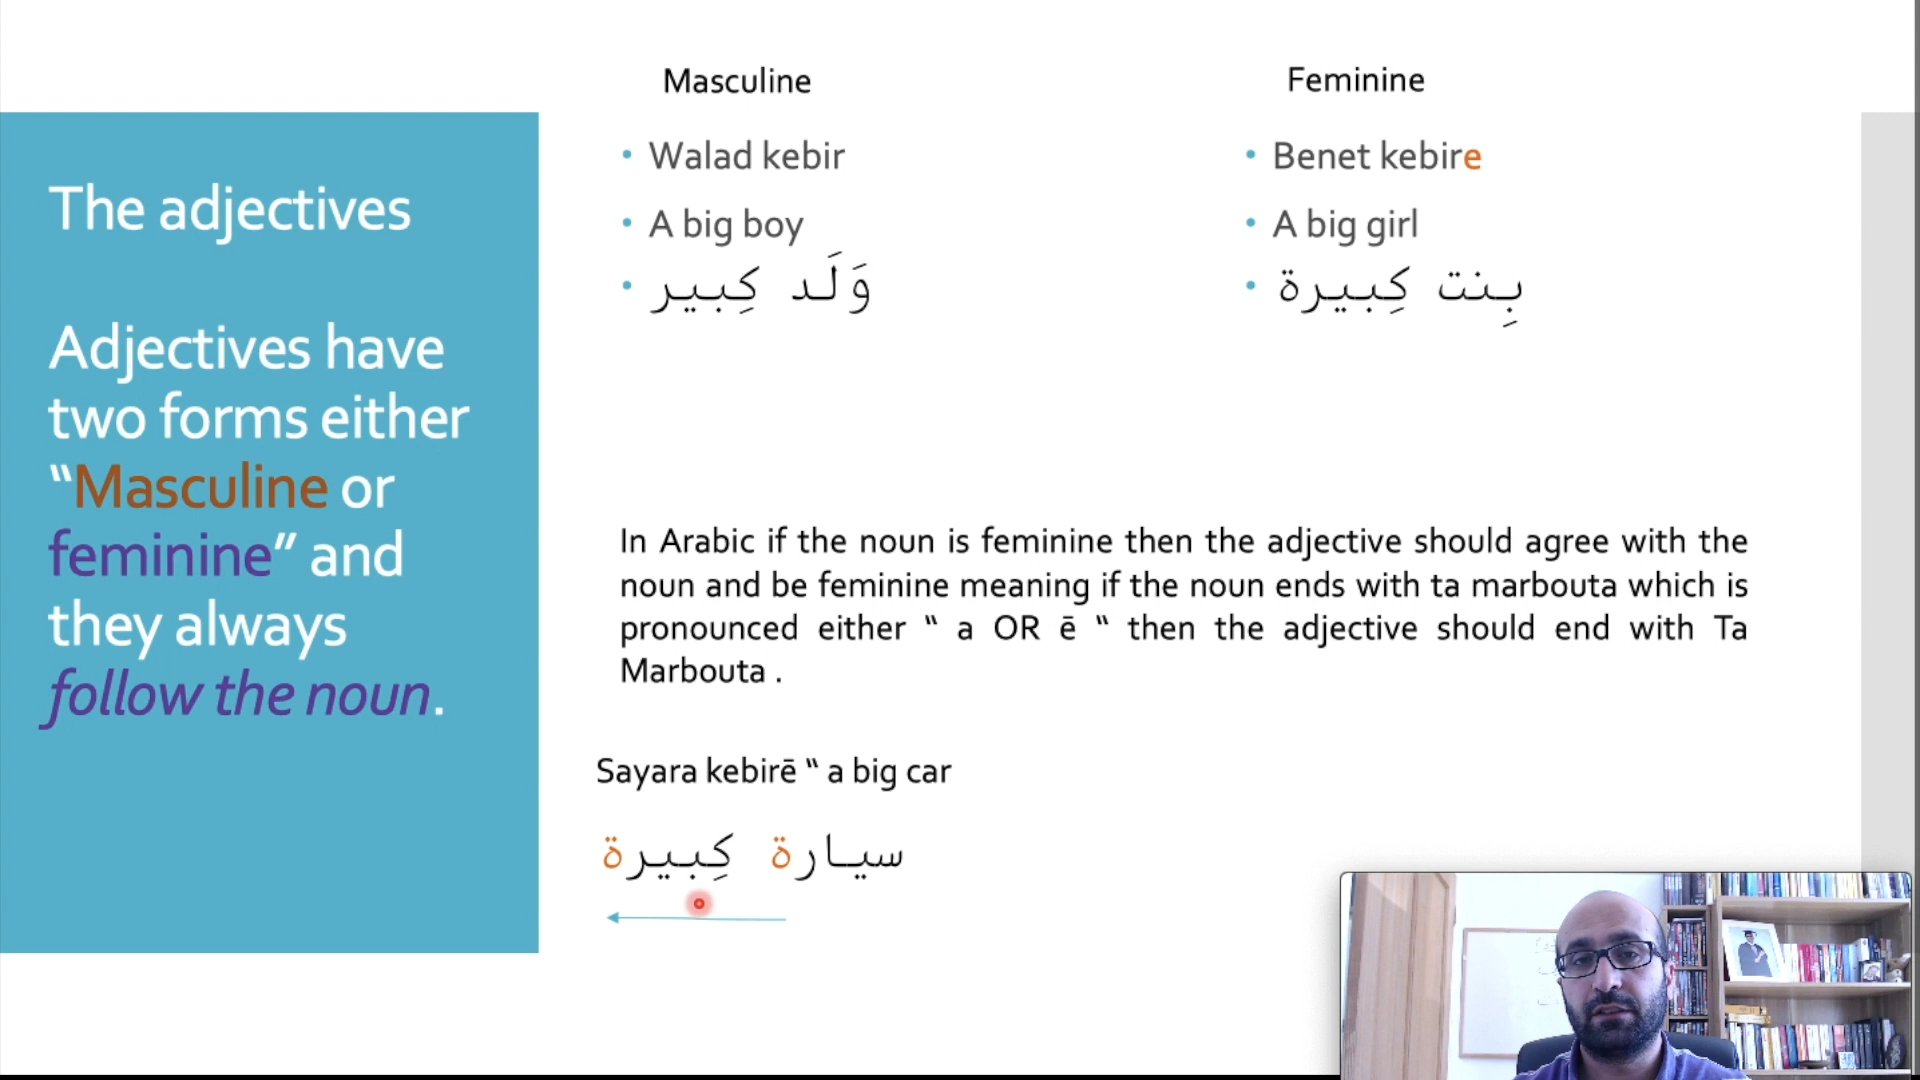 The adjectives
Adjectives have
two forms either
“Masculine or
feminine” and
they always
follow the noun.
Masculine
• Walad kebir
• A big boy
• وَلَد كِبير
Feminine
• Benet kebire
• A big girl
• بِنت كِبيرة
In Arabic if the noun is feminine then the adjective should agree with the
noun and be feminine meaning if the noun ends with ta marbouta which is
pronounced either “ a OR ē “ then the adjective should end with Ta
Marbouta .
Sayara kebirē “ a big car
سيارة كِبيرة